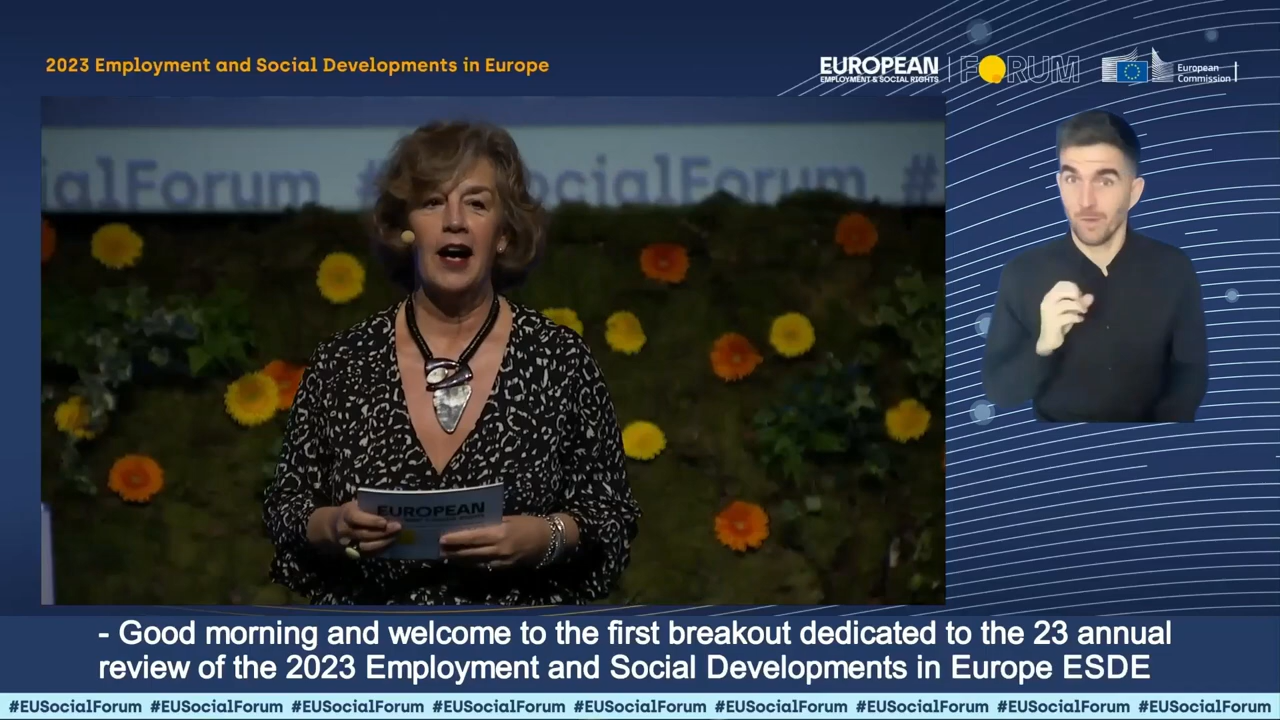 2023 Employment and Social Developments in Europe
EUROPEAN
EMPLOYMENT & SOCIAL RIGHTS
FORUM
European
Commission
ialForum #  ocialForum #
EUROPEAN
- Good morning and welcome to the first breakout dedicated to the 23 annual
review of the 2023 Employment and Social Developments in Europe ESDE
#EUSocialForum #EUSocialForum #EUSocialForum #EUSocialForum #EUSocialForum #EUSocialForum #EUSocialForum #EUSocialForum #EUSocialForum